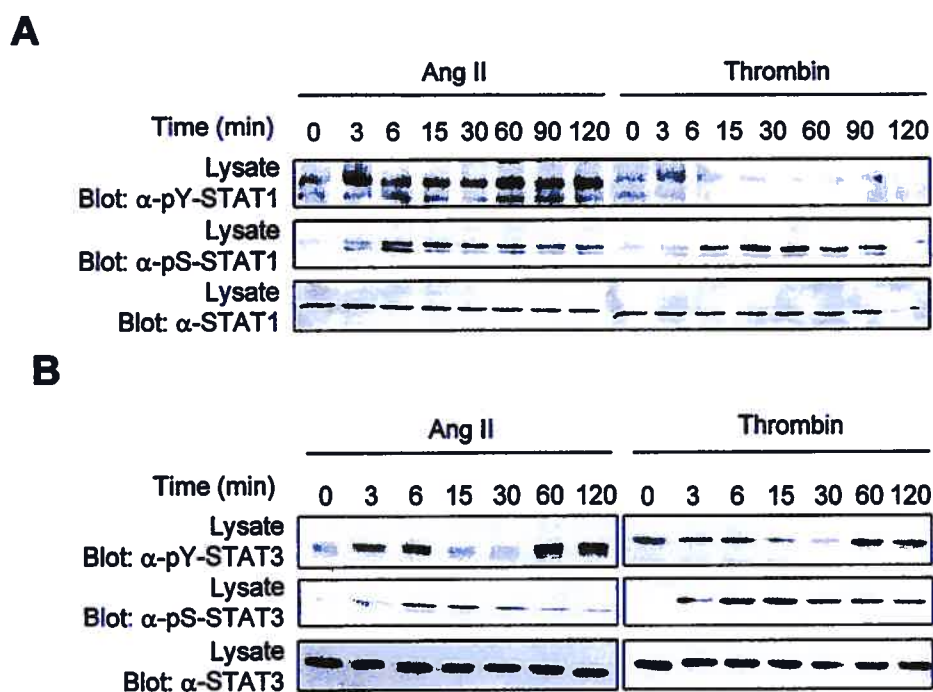 A
Ang II Thrombin
Time (min) 0 3 6 15 30 60 90 120 0 3 6 15 30 60 90 120
Lysate
Blot: α-pY-STAT1
Lysate
Blot: α-pS-STAT1
Lysate
Blot: α-STAT1
B
Ang II Thrombin
Time (min) 0 3 6 15 30 60 120 0 3 6 15 30 60 120
Lysate
Blot: α-pY-STAT3
Lysate
Blot: α-pS-STAT3
Lysate
Blot: α-STAT3